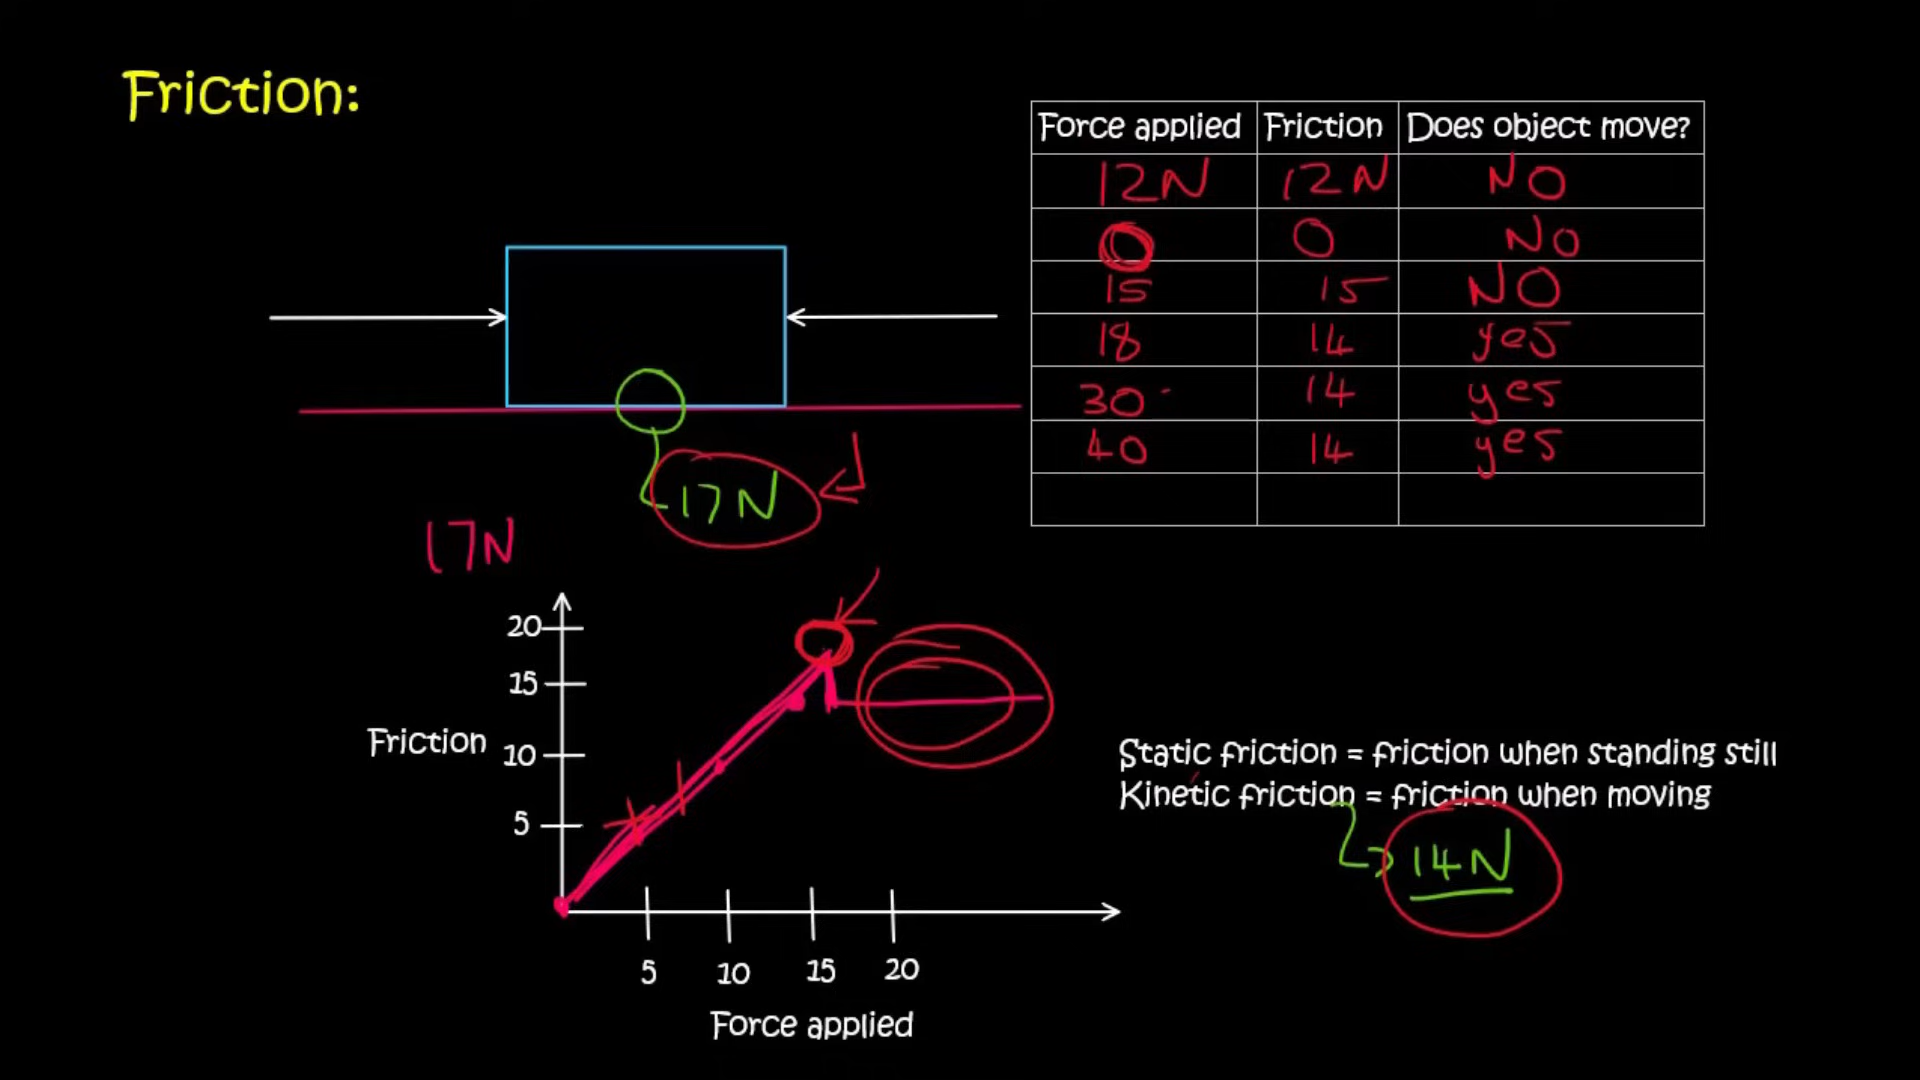 Friction:
Force applied Friction Does object move?
12N 12N NO
0 0 NO
15 15 NO
18 14 yes
30 14 yes
40 14 yes
17N
17N
20
15
Friction 10
5
5 10 15 20
Force applied
Static friction = friction when standing still
Kinetic friction = friction when moving
14N